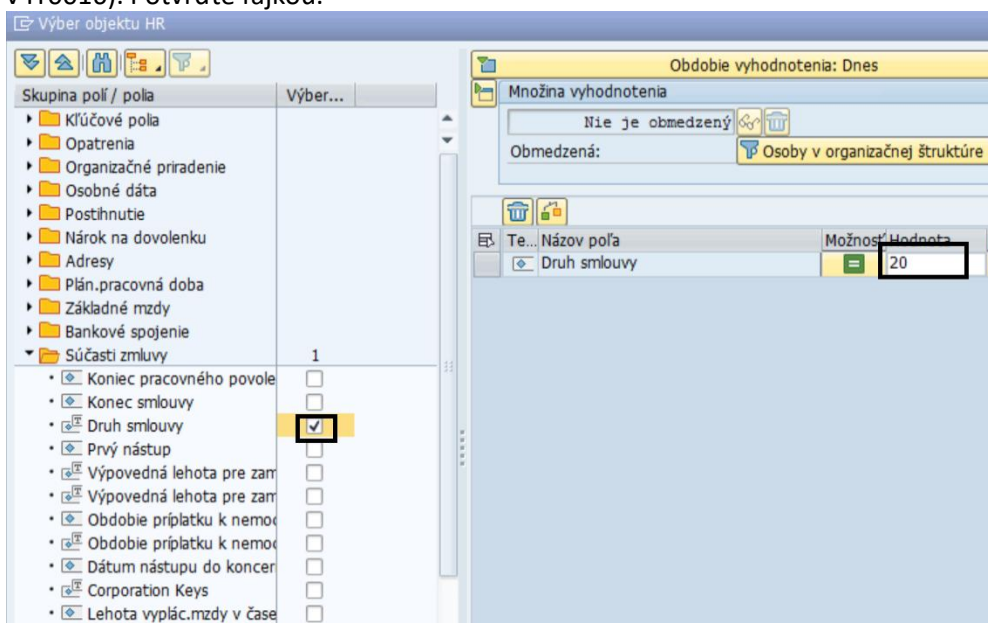 Výber objektu HR
Skupina polí / polia Výber...
Kľúčové polia
Opatrenia
Organizačné priradenie
Osobné dáta
Postihnutie
Nárok na dovolenku
Adresy
Plán.pracovná doba
Základné mzdy
Bankové spojenie
Súčasti zmluvy 1
Koniec pracovného povole
Konec smlouvy
Druh smlouvy
Prvý nástup
Výpovedná lehota pre zam
Výpovedná lehota pre zam
Obdobie príplatku k nemoc
Obdobie príplatku k nemoc
Dátum nástupu do koncer
Corporation Keys
Lehota vyplác.mzdy v čase
Obdobie vyhodnotenia: Dnes
Množina vyhodnotenia
Nie je obmedzený
Obmedzená: Osoby v organizačnej štruktúre
Te... Názov poľa Možnosť Hodnota
Druh smlouvy = 20